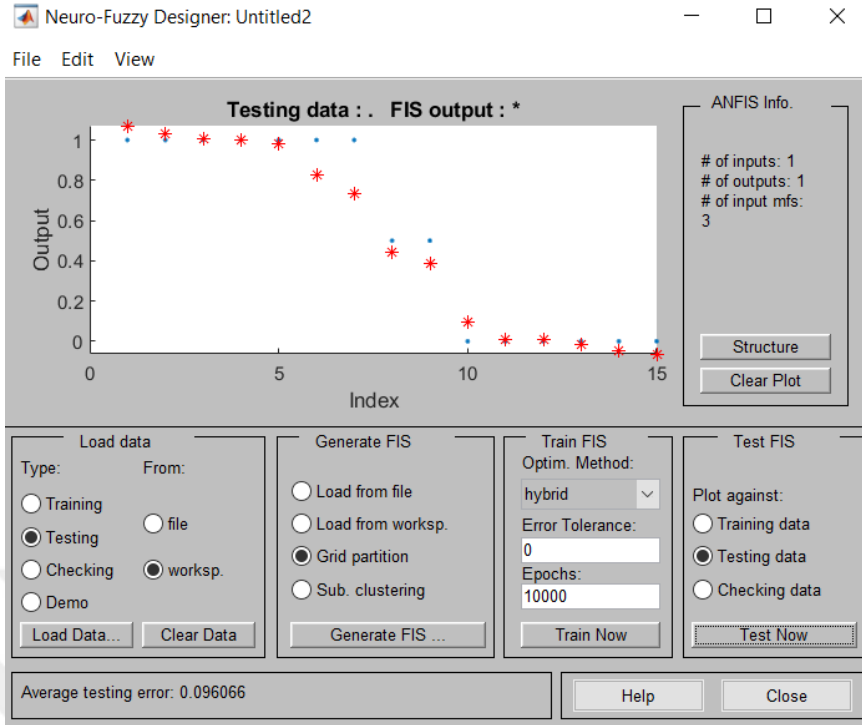 Neuro-Fuzzy Designer: Untitled2
File Edit View
Testing data : .   FIS output : *
Output
1
0.8
0.6
0.4
0.2
0
0 5 10 15
Index
ANFIS Info.
# of inputs: 1
# of outputs: 1
# of input mfs:
3
Structure
Clear Plot
Load data
Type: From:
Training
file
Testing
Checking
worksp.
Demo
Load Data... Clear Data
Generate FIS
Load from file
Load from worksp.
Grid partition
Sub. clustering
Generate FIS ...
Train FIS
Optim. Method:
hybrid
Error Tolerance:
0
Epochs:
10000
Train Now
Test FIS
Plot against:
Training data
Testing data
Checking data
Test Now
Average testing error: 0.096066
Help
Close